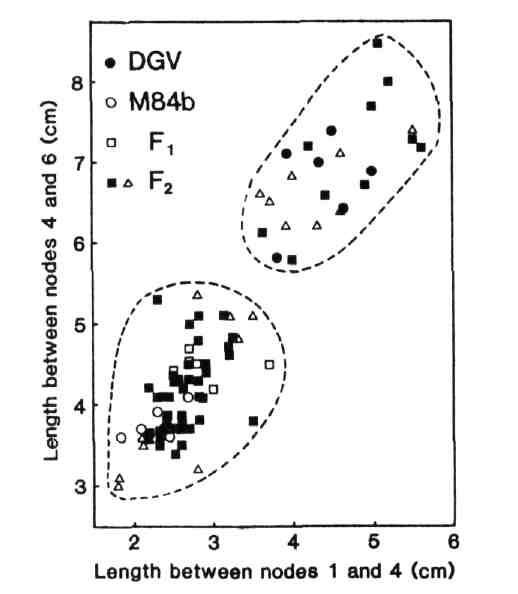 DGV
M84b
F1
F2
8
7
6
5
4
3
Length between nodes 4 and 6 (cm)
2 3 4 5 6
Length between nodes 1 and 4 (cm)